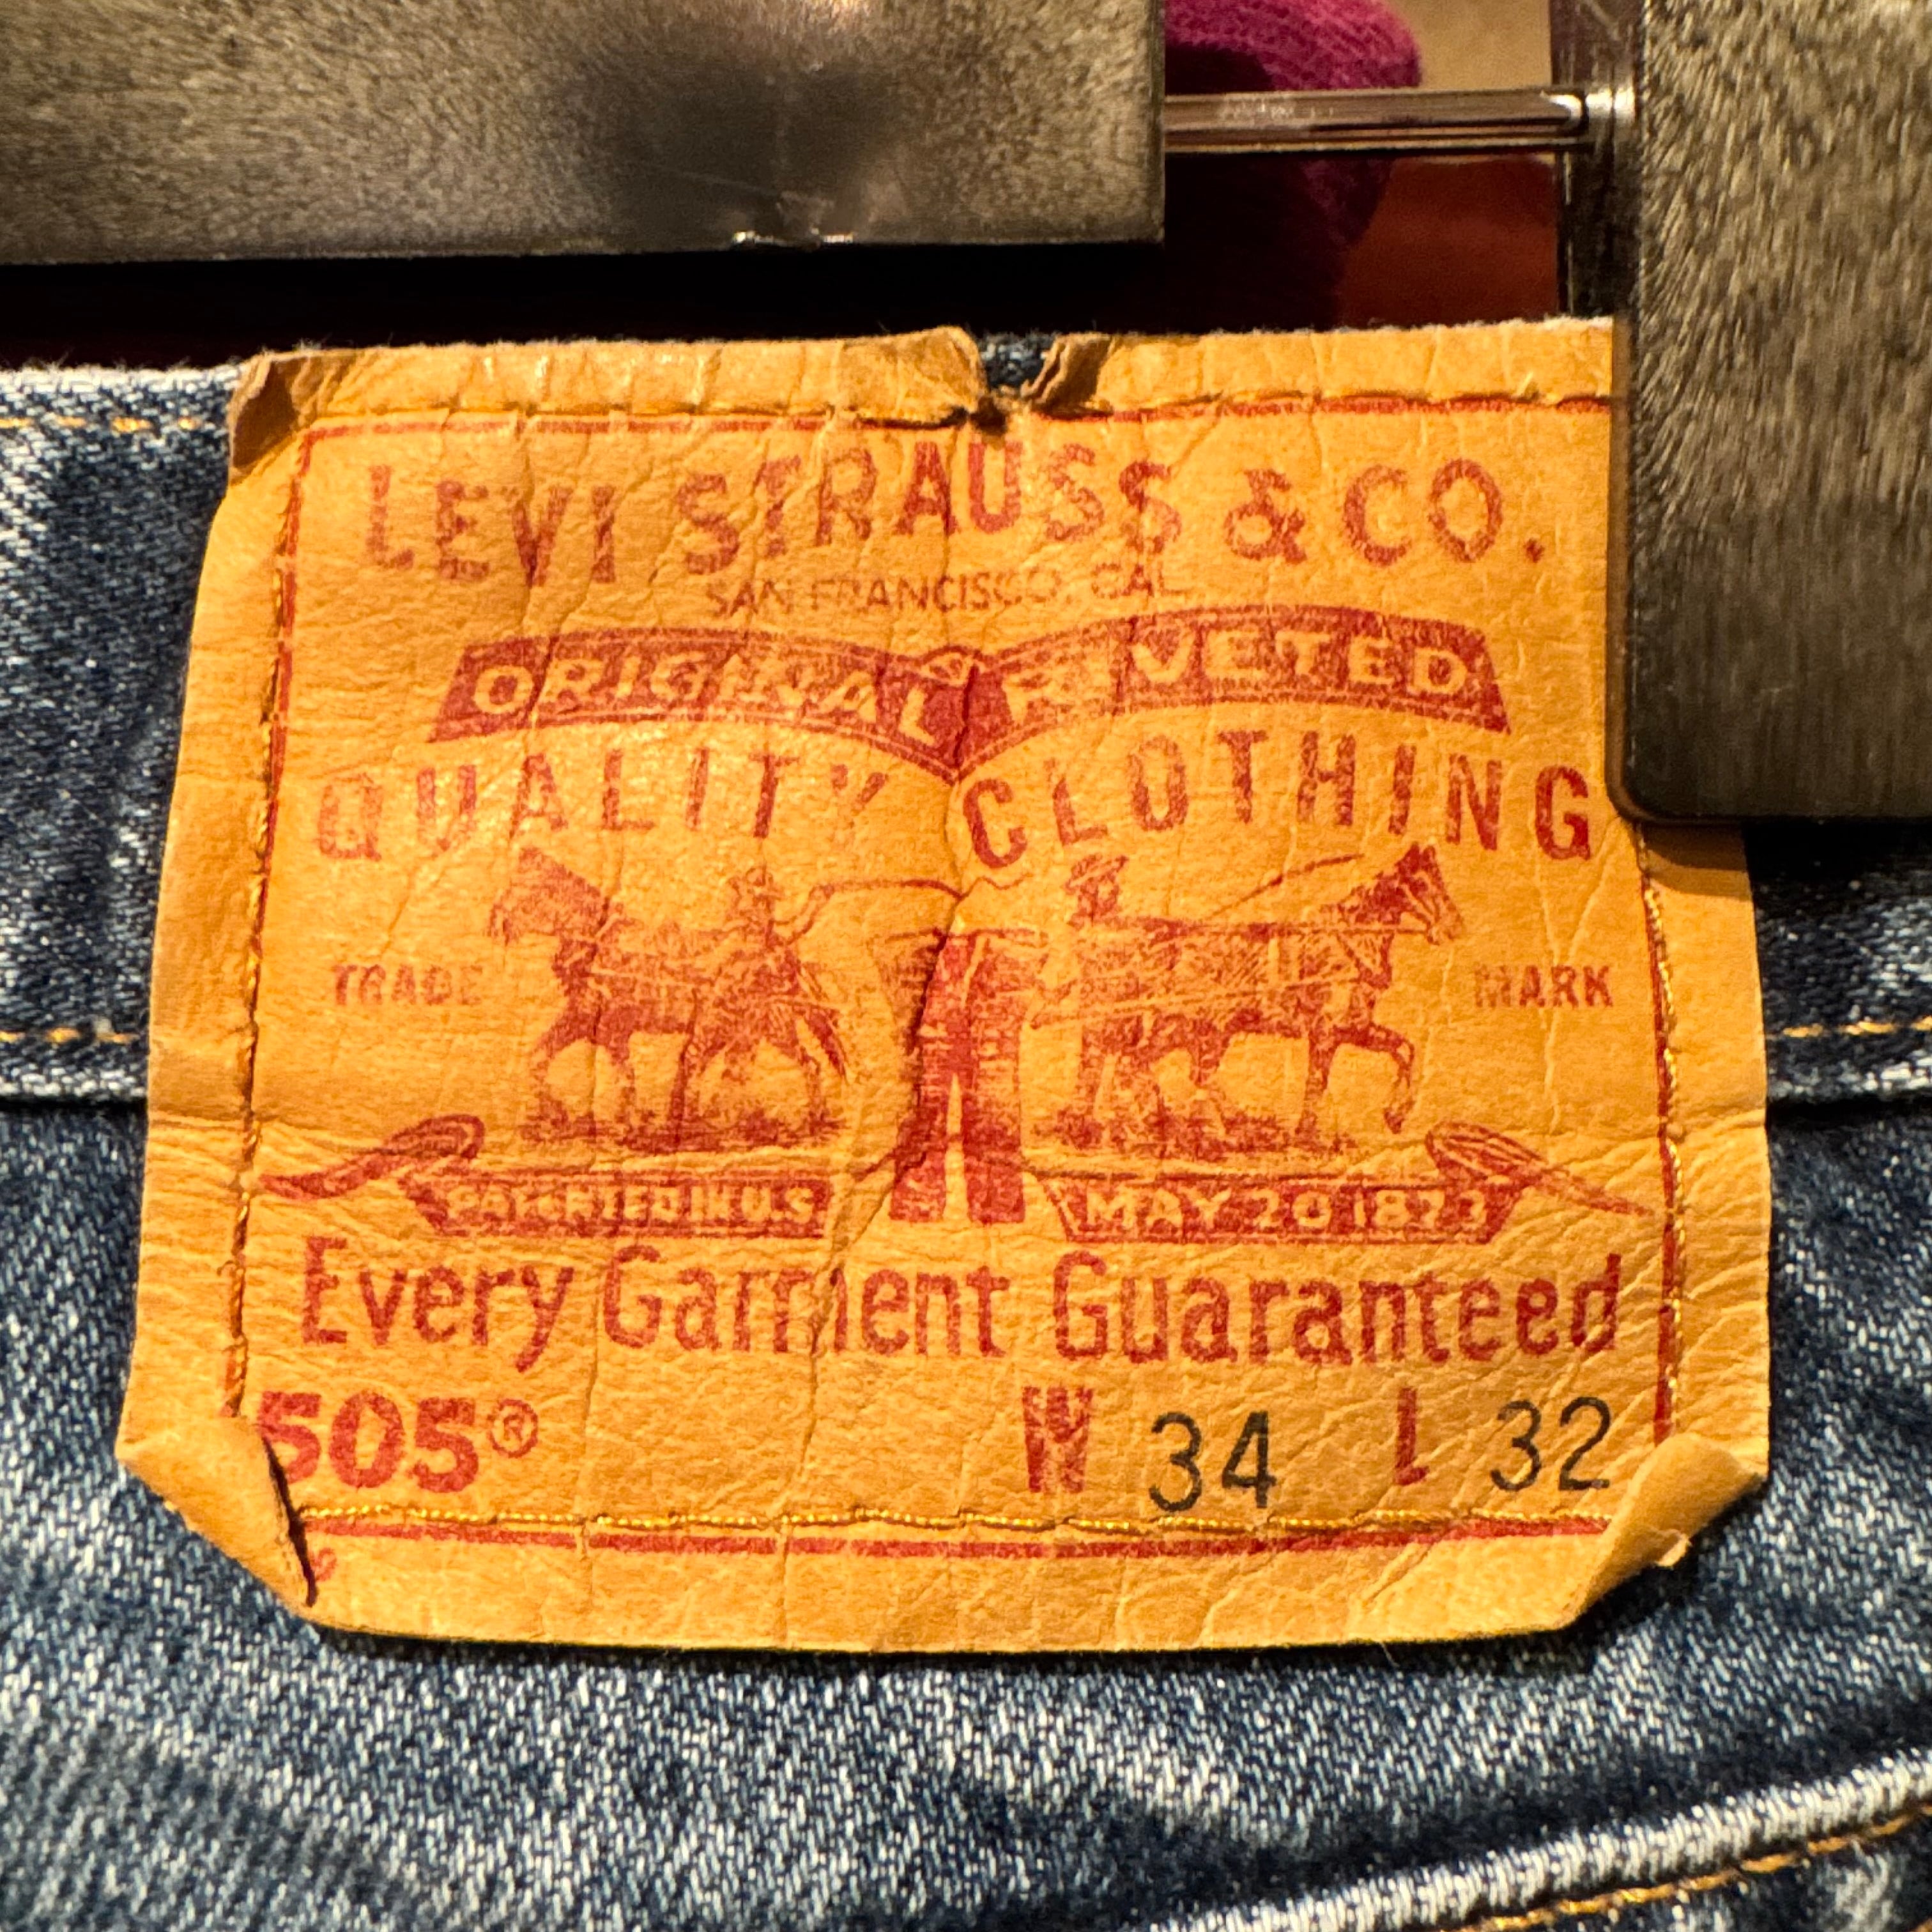 LEVI STRAUSS & CO.
SAN FRANCISCO, CAL.
ORIGINAL RIVETED
QUALITY CLOTHING
TRADE MARK
PATENTED IN U.S. MAY 20 1873
Every Garment Guaranteed
505® W 34 L 32